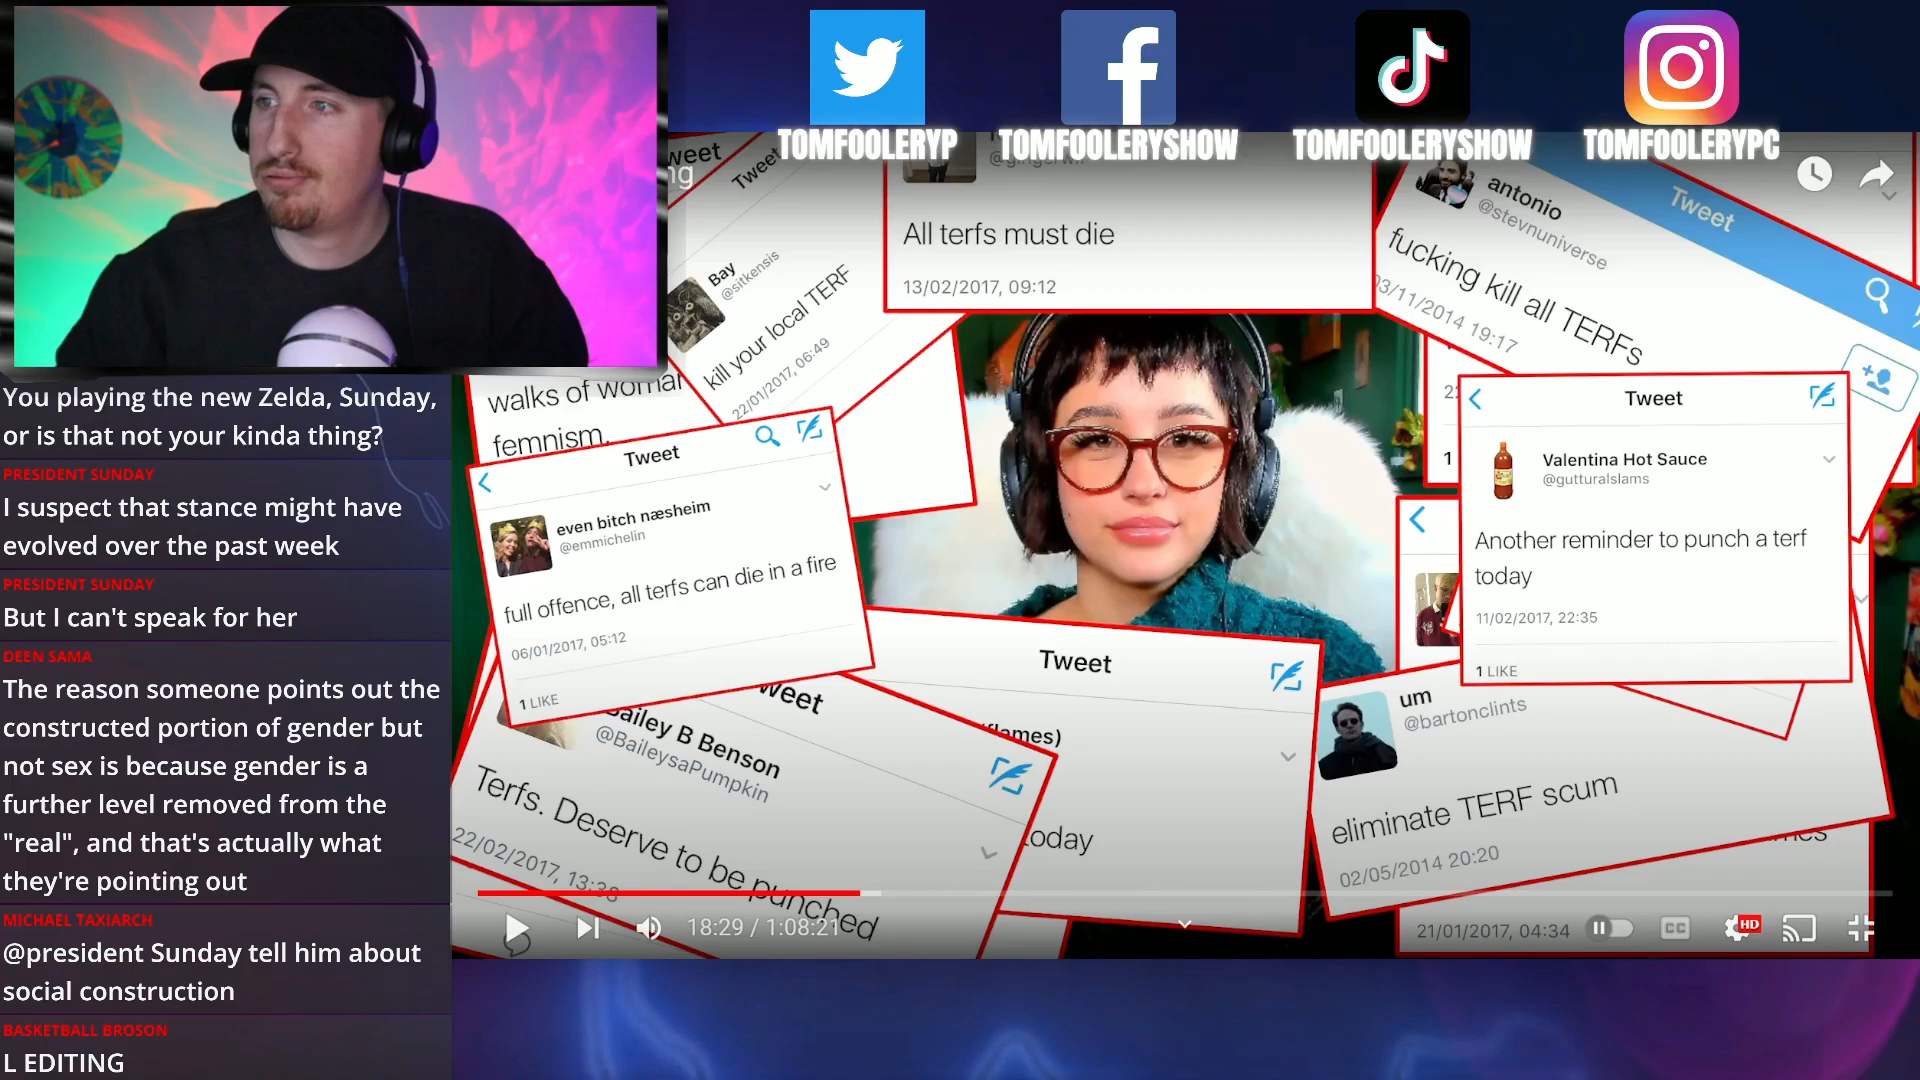 TOMFOOLERYP
TOMFOOLERYSHOW
TOMFOOLERYSHOW
TOMFOOLERYPC
You playing the new Zelda, Sunday,
or is that not your kinda thing?
PRESIDENT SUNDAY
I suspect that stance might have
evolved over the past week
PRESIDENT SUNDAY
But I can't speak for her
DEEN SAMA
The reason someone points out the
constructed portion of gender but
not sex is because gender is a
further level removed from the
"real", and that's actually what
they're pointing out
MICHAEL TAXIARCH
@president Sunday tell him about
social construction
BASKETBALL BROSON
L EDITING
Tweet
Bay
@sitkensis
kill your local TERF
22/01/2017, 06:49
walks of woman
femnism.
All terfs must die
13/02/2017, 09:12
Tweet
antonio
@stevnuniverse
fucking kill all TERFs
03/11/2014 19:17
Tweet
even bitch næsheim
@emmichelin
full offence, all terfs can die in a fire
06/01/2017, 05:12
1 LIKE
Tweet
Valentina Hot Sauce
@gutturalslams
Another reminder to punch a terf
today
11/02/2017, 22:35
1 LIKE
Bailey B Benson
@BaileysaPumpkin
Terfs. Deserve to be punched
22/02/2017, 13:38
Tweet
today
um
@bartonclints
eliminate TERF scum
02/05/2014 20:20
21/01/2017, 04:34
18:29 / 1:08:21
CC
HD